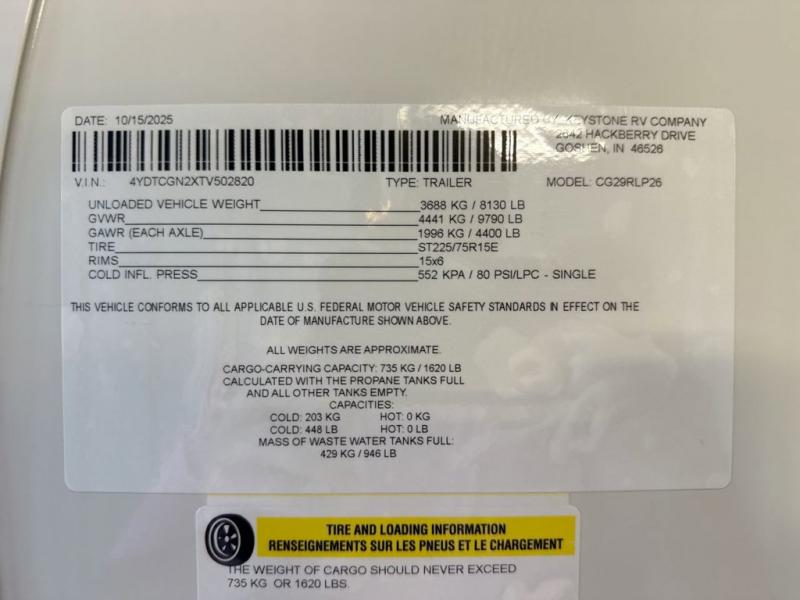 DATE: 10/15/2025 MANUFACTURED BY KEYSTONE RV COMPANY
2642 HACKBERRY DRIVE
GOSHEN, IN 46526
V.I.N.: 4YDTCGN2XTV502820 TYPE: TRAILER MODEL: CG29RLP26
UNLOADED VEHICLE WEIGHT 3688 KG / 8130 LB
GVWR 4441 KG / 9790 LB
GAWR (EACH AXLE) 1996 KG / 4400 LB
TIRE ST225/75R15E
RIMS 15x6
COLD INFL. PRESS 552 KPA / 80 PSI/LPC - SINGLE
THIS VEHICLE CONFORMS TO ALL APPLICABLE U.S. FEDERAL MOTOR VEHICLE SAFETY STANDARDS IN EFFECT ON THE
DATE OF MANUFACTURE SHOWN ABOVE.
ALL WEIGHTS ARE APPROXIMATE.
CARGO-CARRYING CAPACITY: 735 KG / 1620 LB
CALCULATED WITH THE PROPANE TANKS FULL
AND ALL OTHER TANKS EMPTY.
CAPACITIES:
COLD: 203 KG HOT: 0 KG
COLD: 448 LB HOT: 0 LB
MASS OF WASTE WATER TANKS FULL:
429 KG / 946 LB
TIRE AND LOADING INFORMATION
RENSEIGNEMENTS SUR LES PNEUS ET LE CHARGEMENT
THE WEIGHT OF CARGO SHOULD NEVER EXCEED
735 KG OR 1620 LBS.